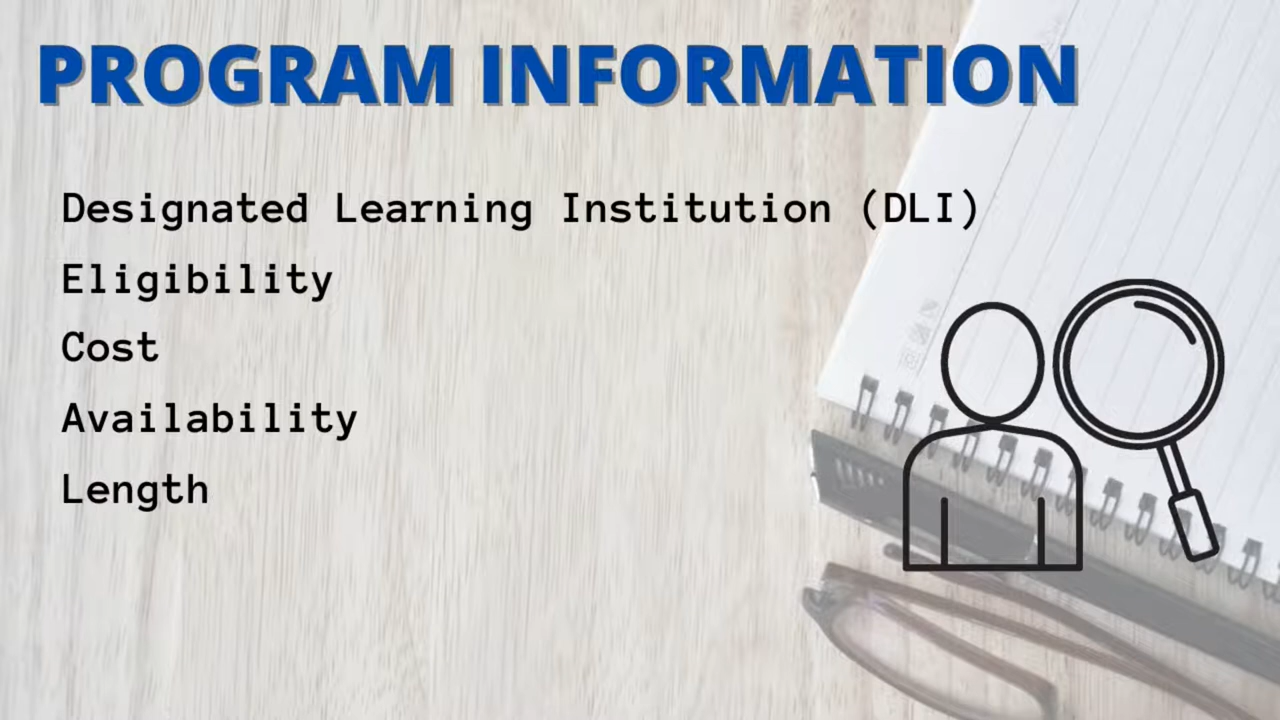 PROGRAM INFORMATION
Designated Learning Institution (DLI)
Eligibility
Cost
Availability
Length